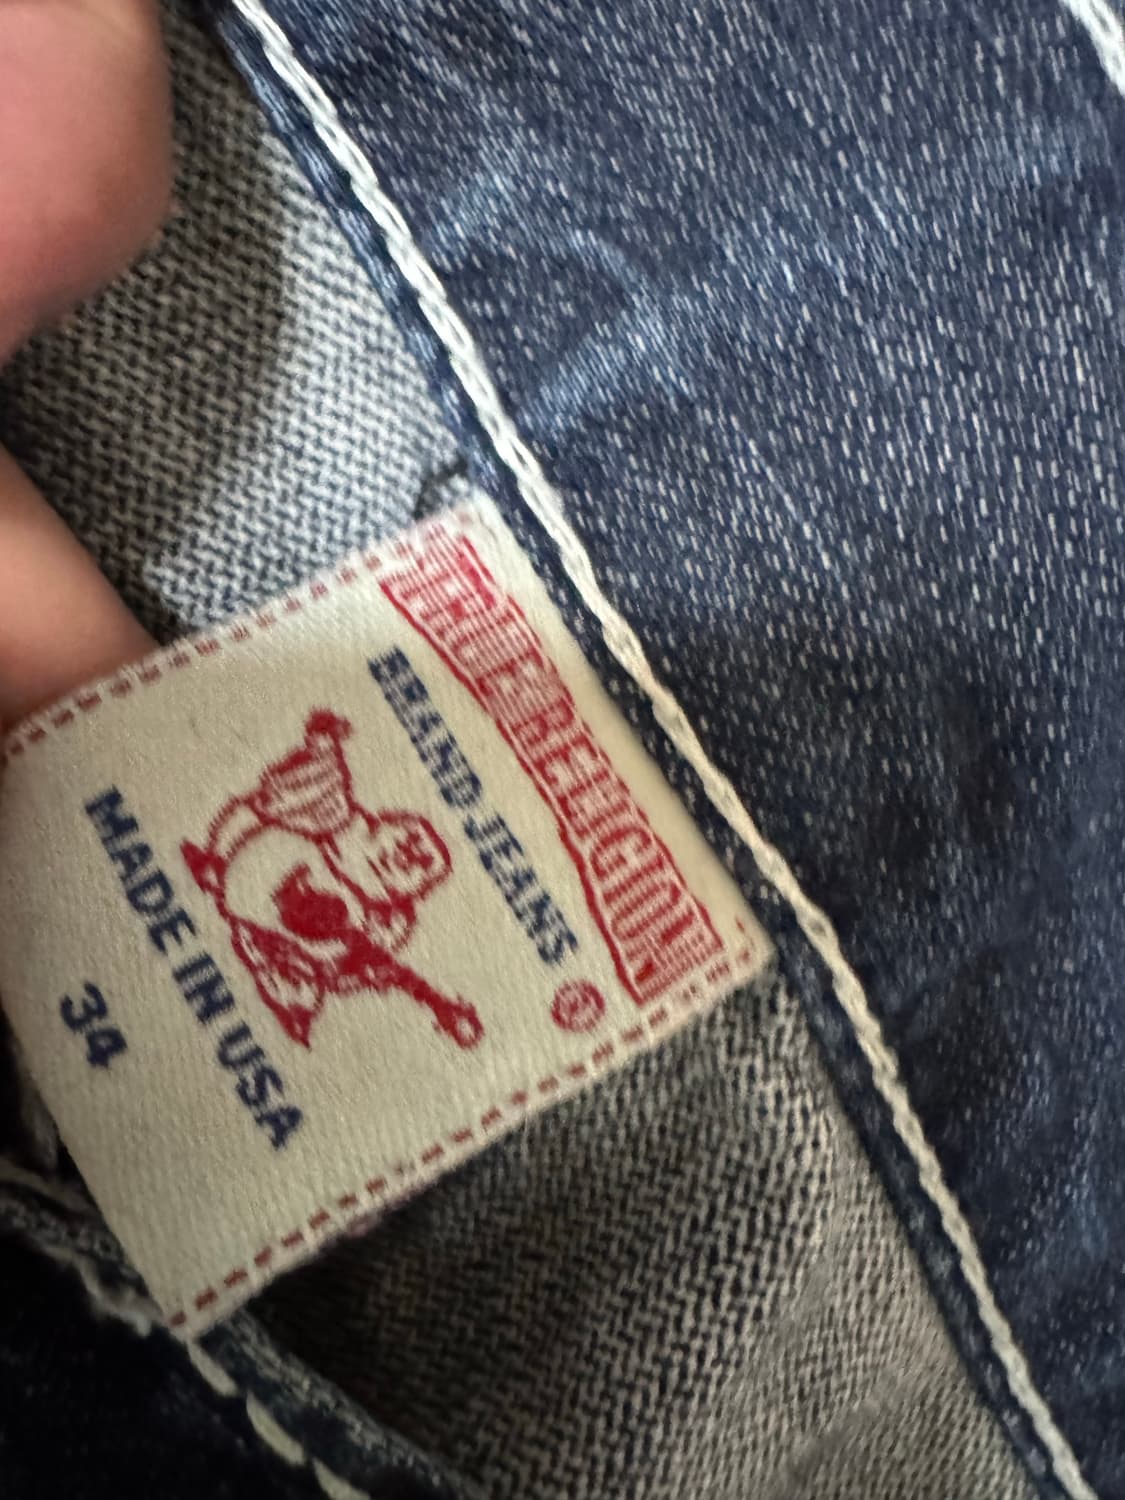 TRUE RELIGION
BRAND JEANS ®
MADE IN USA
34